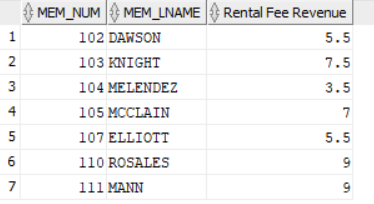 MEM_NUM MEM_LNAME Rental Fee Revenue
1 102 DAWSON 5.5
2 103 KNIGHT 7.5
3 104 MELENDEZ 3.5
4 105 MCCLAIN 7
5 107 ELLIOTT 5.5
6 110 ROSALES 9
7 111 MANN 9